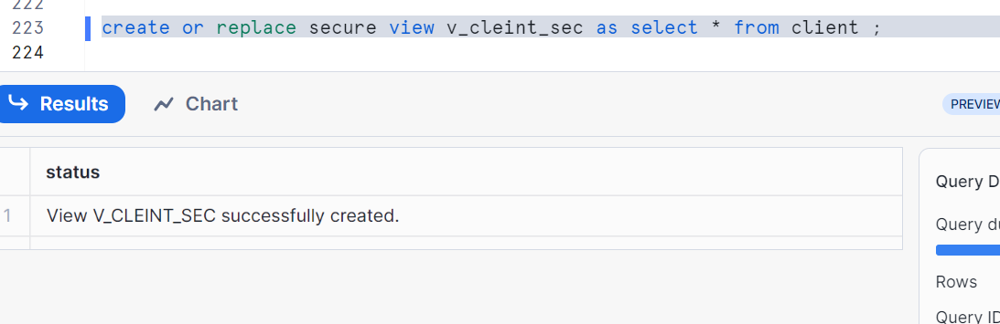 222
223 create or replace secure view v_cleint_sec as select * from client ;
224
Results Chart
PREVIEW
status
Query D
1 View V_CLEINT_SEC successfully created.
Query du
Rows
Query ID